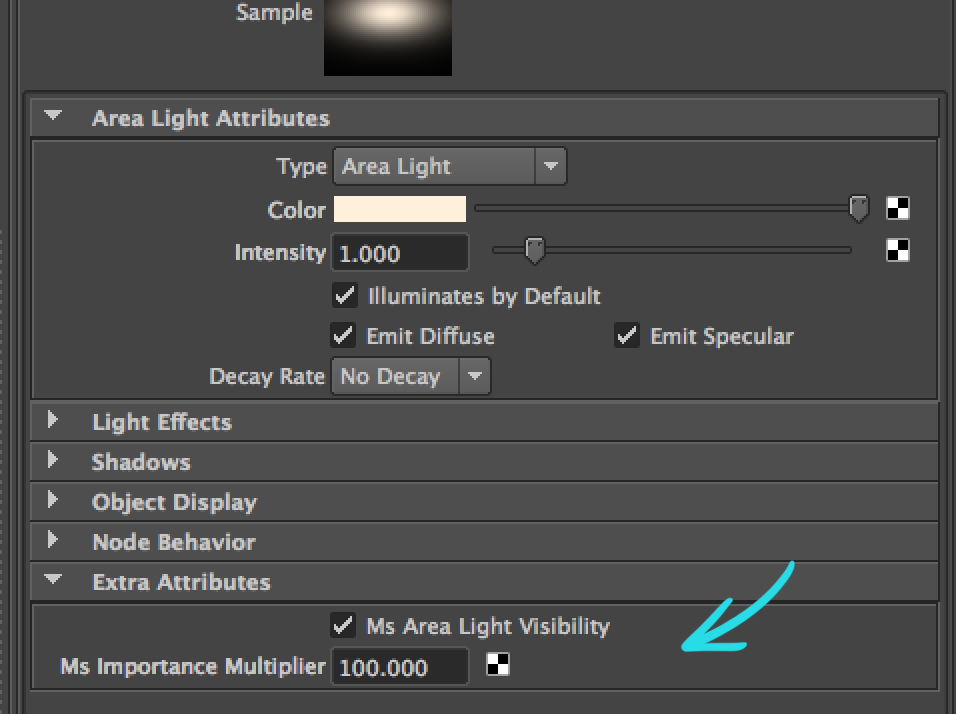 Sample
Area Light Attributes
Type Area Light
Color
Intensity 1.000
Illuminates by Default
Emit Diffuse Emit Specular
Decay Rate No Decay
Light Effects
Shadows
Object Display
Node Behavior
Extra Attributes
Ms Area Light Visibility
Ms Importance Multiplier 100.000